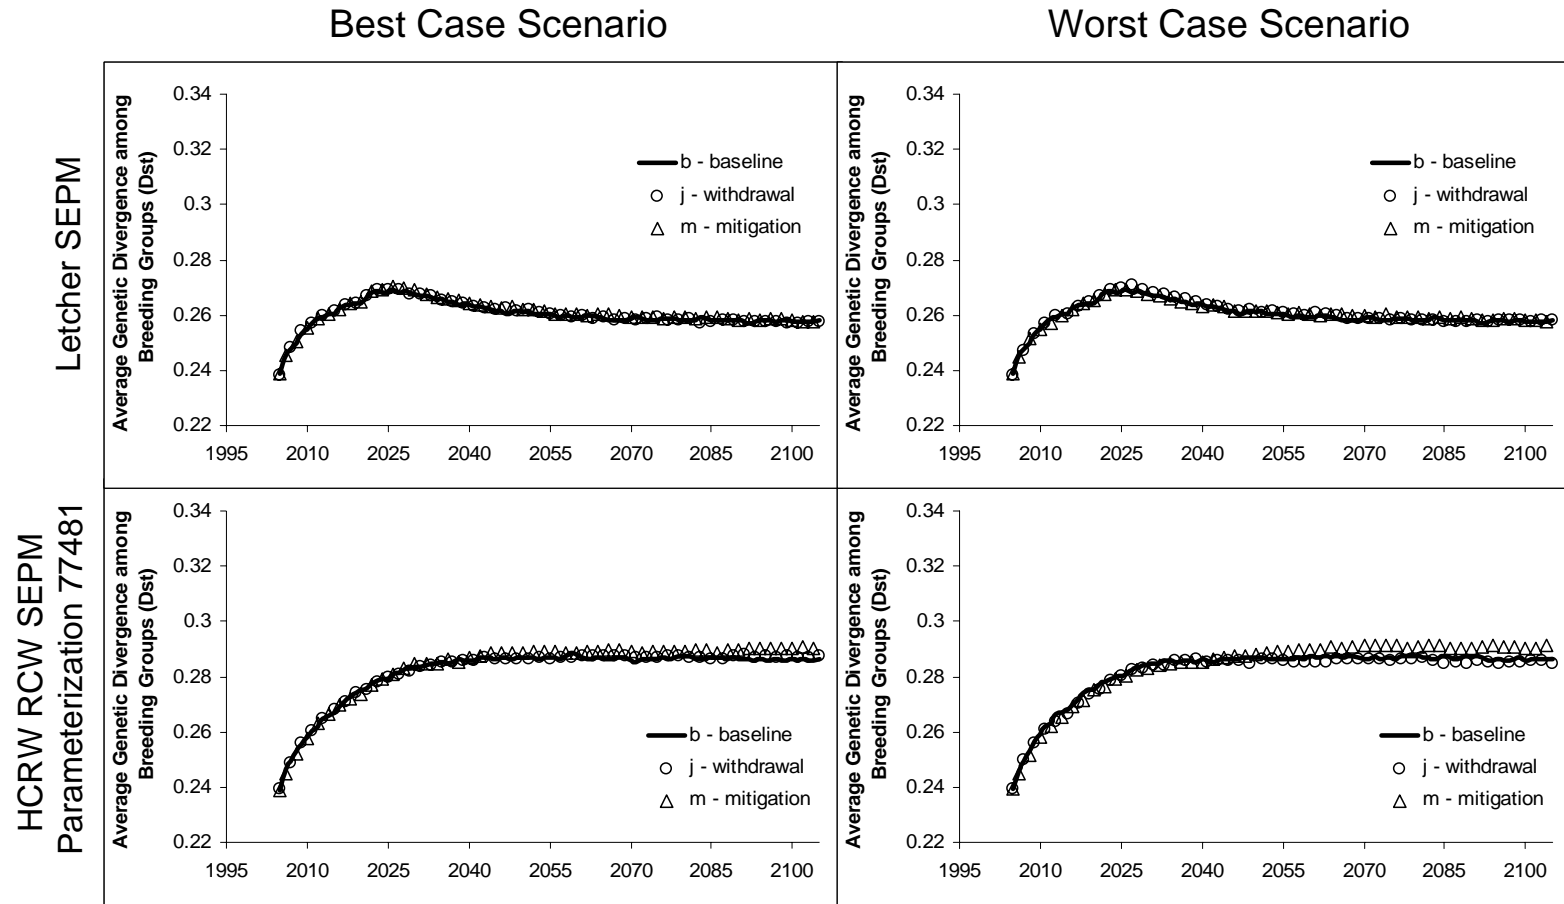 Best Case Scenario
Worst Case Scenario
Letcher SEPM
Average Genetic Divergence among
Breeding Groups (Dst)
0.34
0.32
0.3
0.28
0.26
0.24
0.22
1995 2010 2025 2040 2055 2070 2085 2100
b - baseline
j - withdrawal
m - mitigation
Average Genetic Divergence among
Breeding Groups (Dst)
0.34
0.32
0.3
0.28
0.26
0.24
0.22
1995 2010 2025 2040 2055 2070 2085 2100
b - baseline
j - withdrawal
m - mitigation
HCRW RCW SEPM
Parameterization 77481
Average Genetic Divergence among
Breeding Groups (Dst)
0.34
0.32
0.3
0.28
0.26
0.24
0.22
1995 2010 2025 2040 2055 2070 2085 2100
b - baseline
j - withdrawal
m - mitigation
Average Genetic Divergence among
Breeding Groups (Dst)
0.34
0.32
0.3
0.28
0.26
0.24
0.22
1995 2010 2025 2040 2055 2070 2085 2100
b - baseline
j - withdrawal
m - mitigation